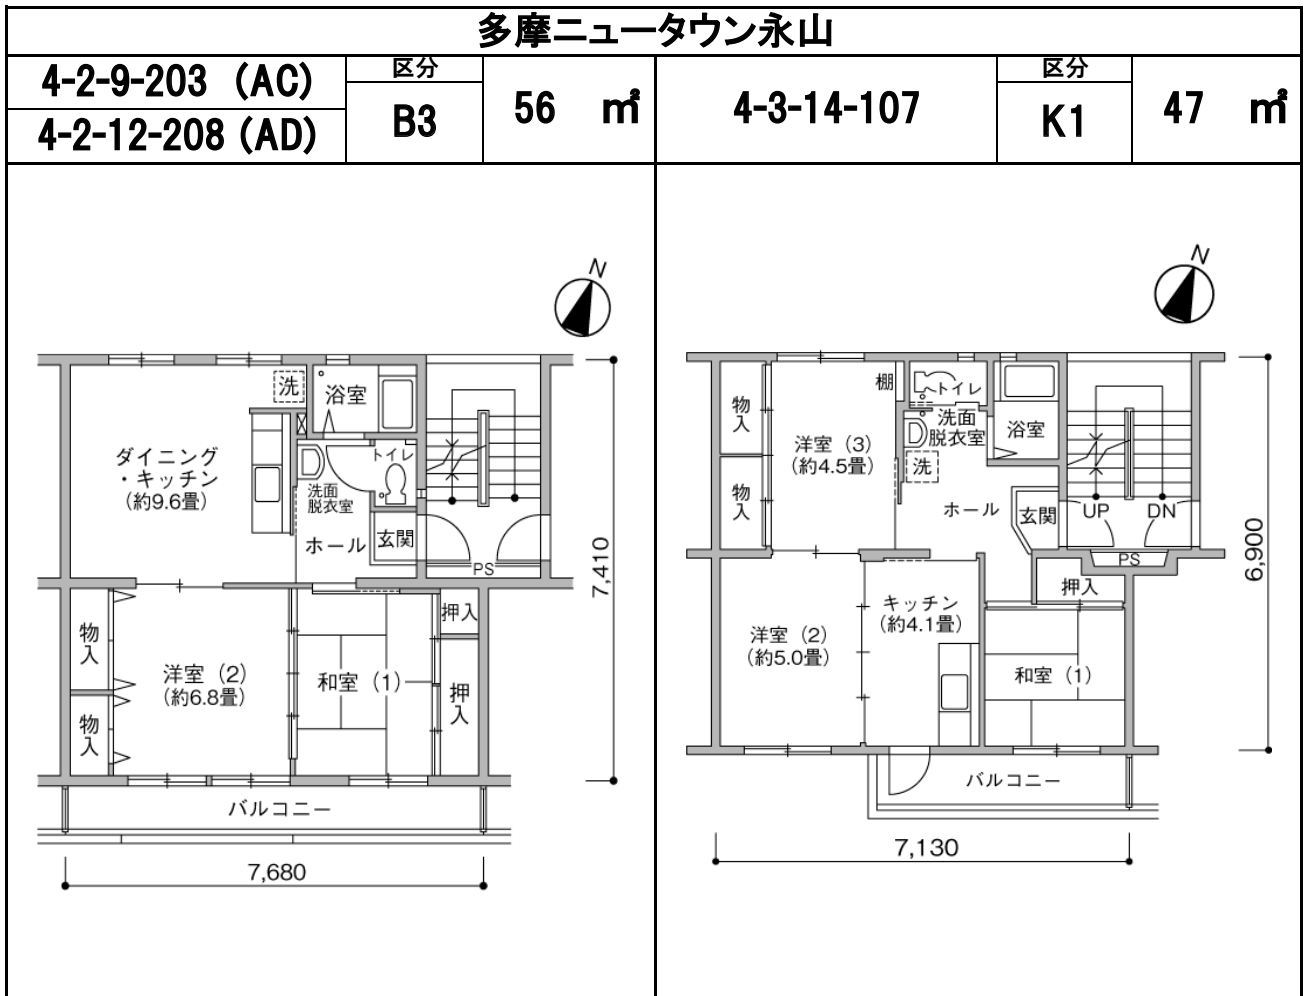 多摩ニュータウン永山
4-2-9-203 (AC)
4-2-12-208 (AD)
区分
B3
56 ㎡
4-3-14-107
区分
K1
47 ㎡
N
洗
浴室
ダイニング
・キッチン
(約9.6畳)
トイレ
洗面
脱衣室
ホール
玄関
PS
7,410
物
入
物
入
洋室 (2)
(約6.8畳)
和室 (1)
押入
押
入
バルコニー
7,680
N
物
入
物
入
棚
洋室 (3)
(約4.5畳)
トイレ
洗面
脱衣室
洗
浴室
ホール
玄関
UP
DN
PS
6,900
押入
キッチン
(約4.1畳)
洋室 (2)
(約5.0畳)
和室 (1)
バルコニー
7,130